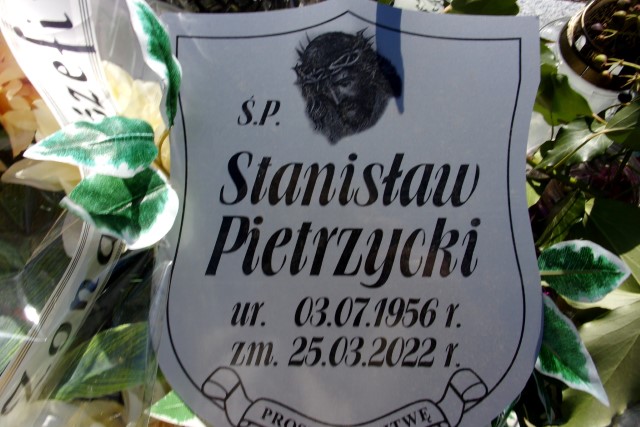 Ś.P.
Stanisław
Pietrzycki
ur. 03.07.1956 r.
zm. 25.03.2022 r.